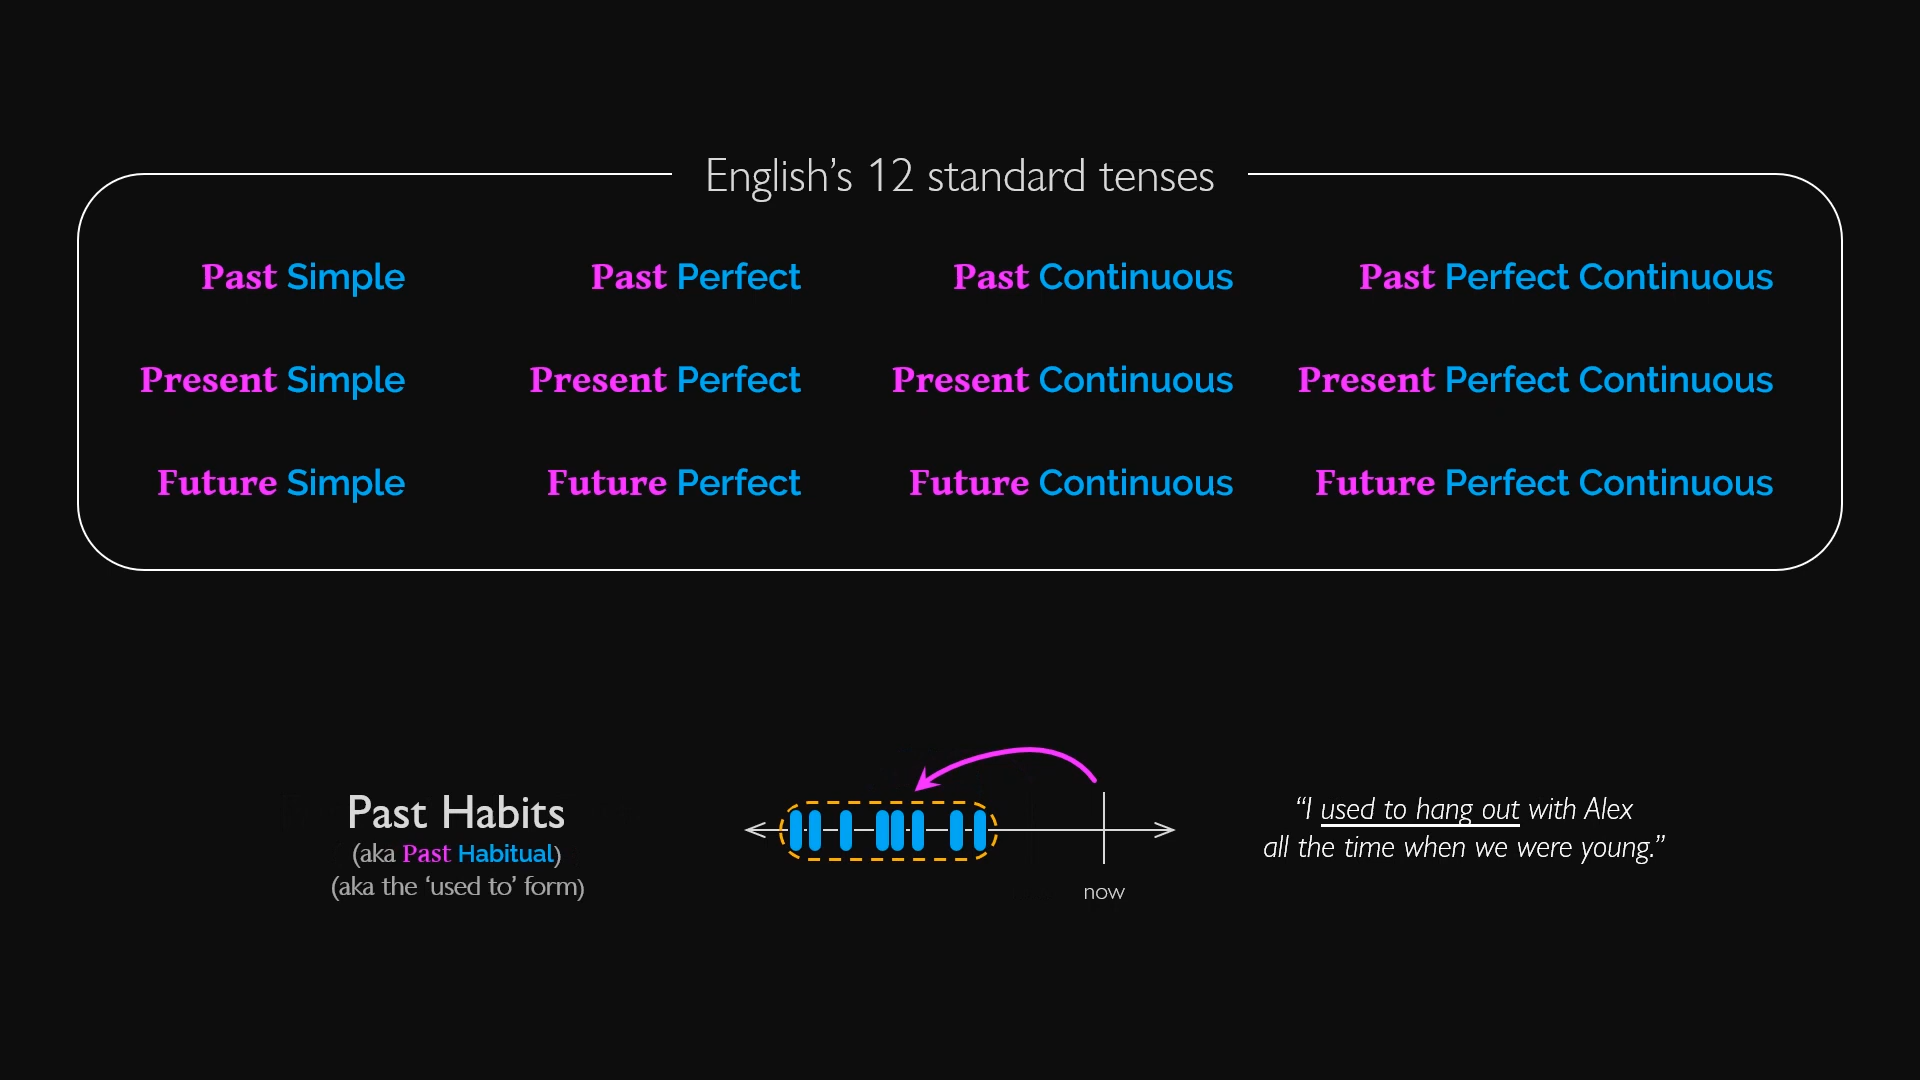 English’s 12 standard tenses
Past Simple Past Perfect Past Continuous Past Perfect Continuous
Present Simple Present Perfect Present Continuous Present Perfect Continuous
Future Simple Future Perfect Future Continuous Future Perfect Continuous
Past Habits
(aka Past Habitual)
(aka the ‘used to’ form)
now
“I used to hang out with Alex
all the time when we were young.”